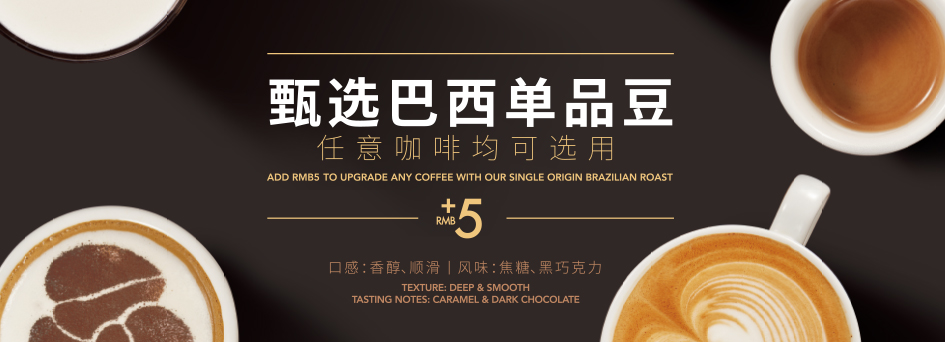 甄选巴西单品豆
任意咖啡均可选用
ADD RMB5 TO UPGRADE ANY COFFEE WITH OUR SINGLE ORIGIN BRAZILIAN ROAST
+5
RMB
口感:香醇、顺滑 | 风味:焦糖、黑巧克力
TEXTURE: DEEP & SMOOTH
TASTING NOTES: CARAMEL & DARK CHOCOLATE